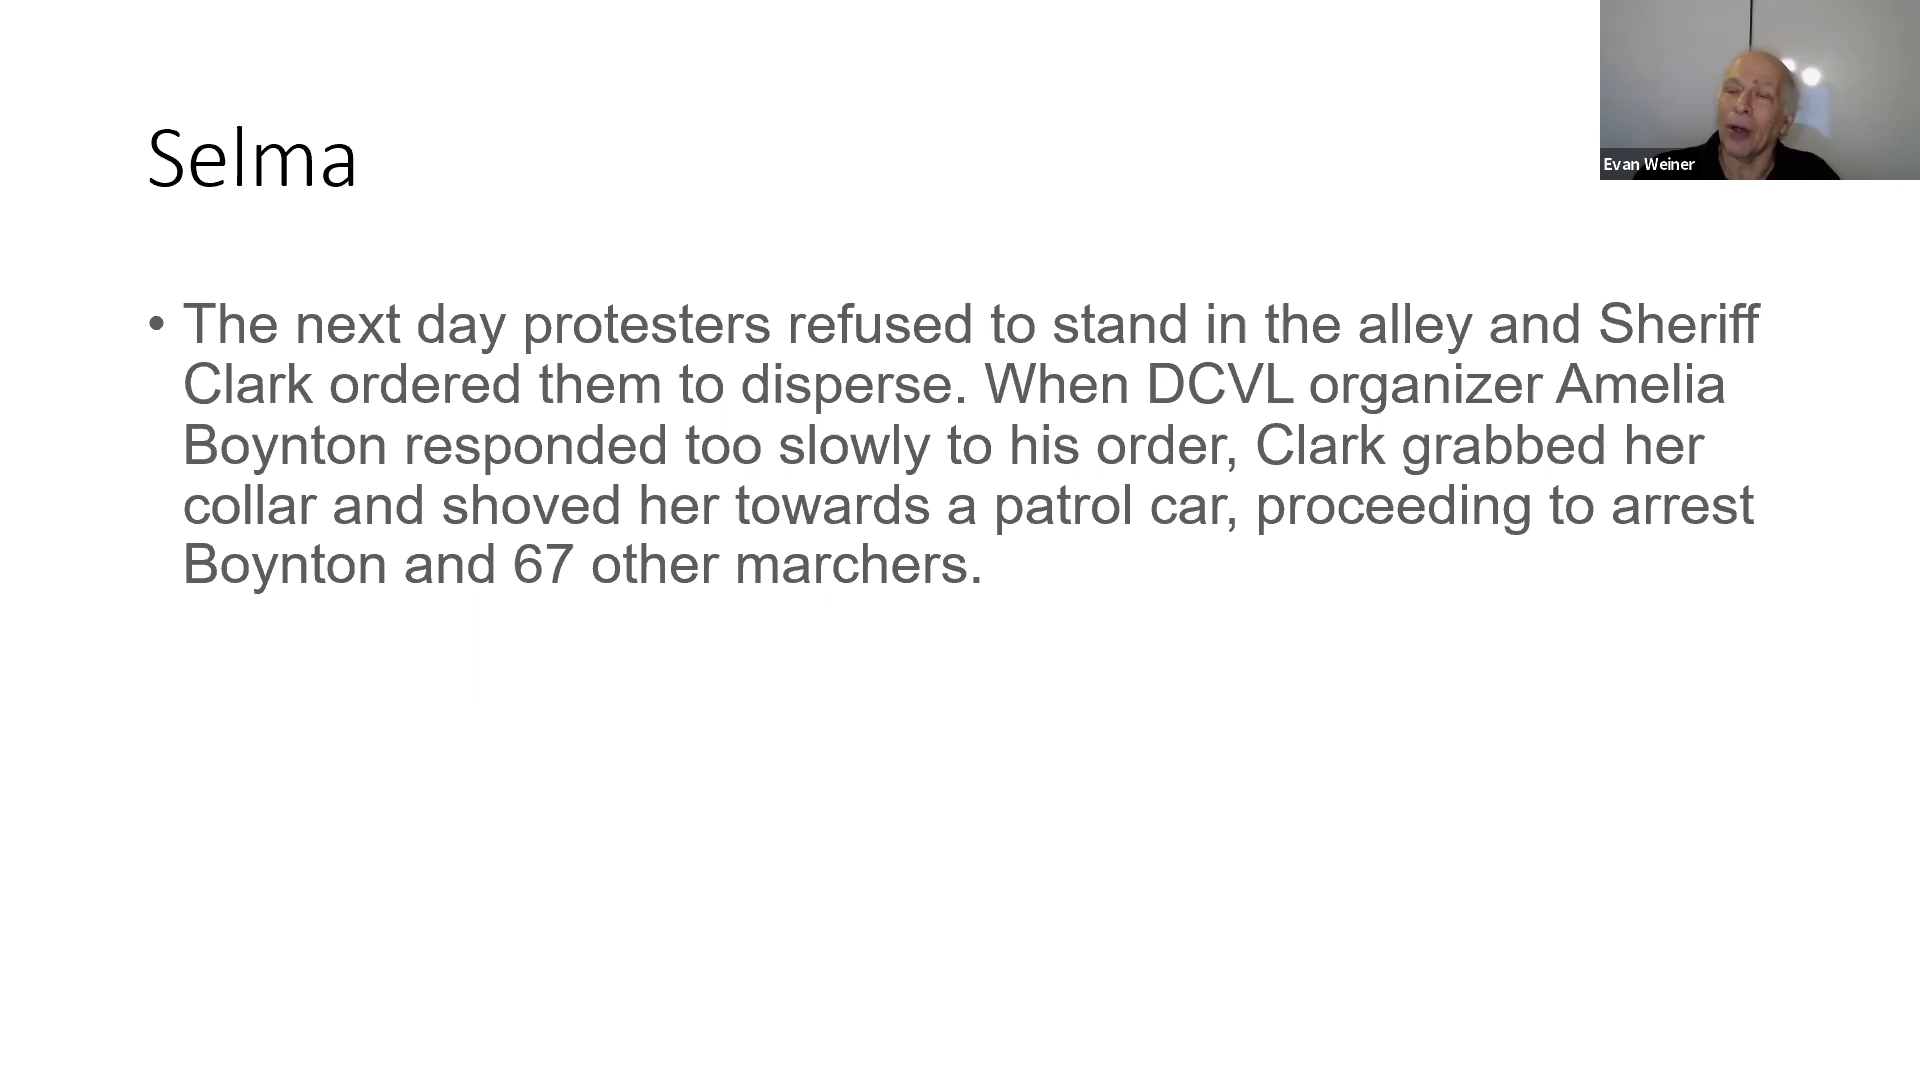 Selma
Evan Weiner
• The next day protesters refused to stand in the alley and Sheriff
Clark ordered them to disperse. When DCVL organizer Amelia
Boynton responded too slowly to his order, Clark grabbed her
collar and shoved her towards a patrol car, proceeding to arrest
Boynton and 67 other marchers.